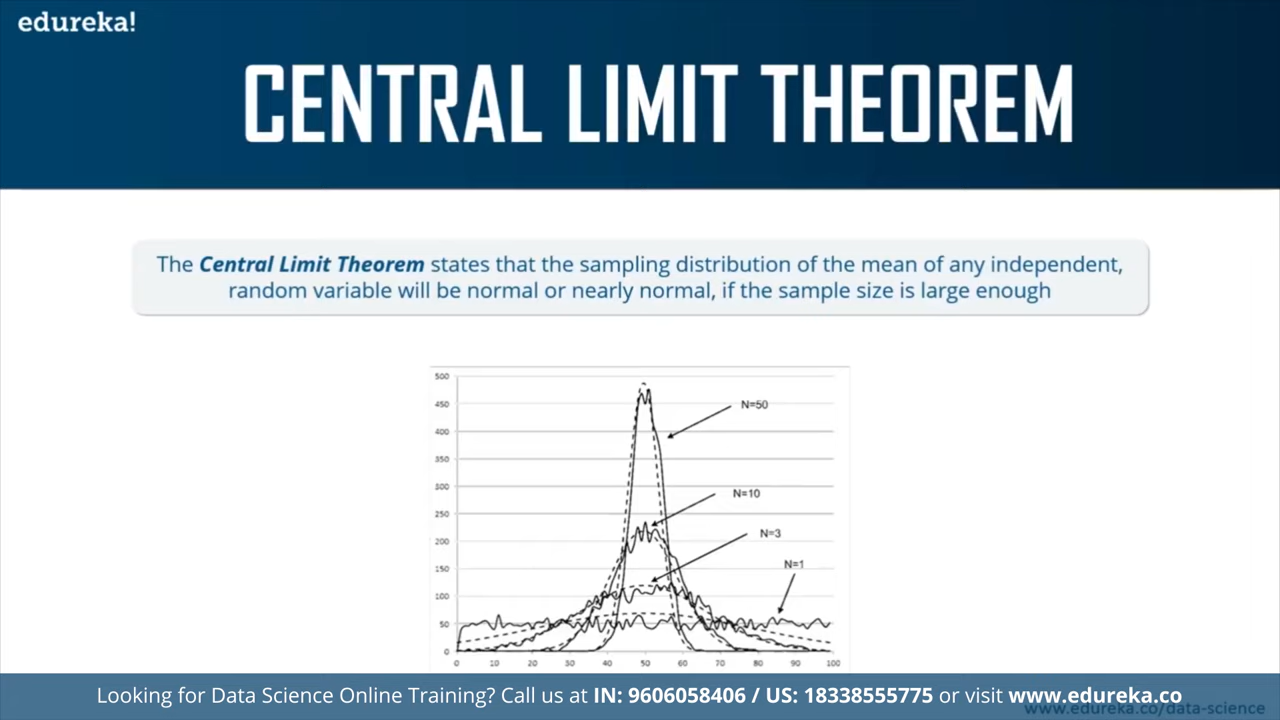 edureka!
CENTRAL LIMIT THEOREM
The Central Limit Theorem states that the sampling distribution of the mean of any independent,
random variable will be normal or nearly normal, if the sample size is large enough
500
450
400
350
300
250
200
150
100
50
0
N=50
N=10
N=3
N=1
0 10 20 30 40 50 60 70 80 90 100
Looking for Data Science Online Training? Call us at IN: 9606058406 / US: 18338555775 or visit www.edureka.co
www.edureka.co/data-science